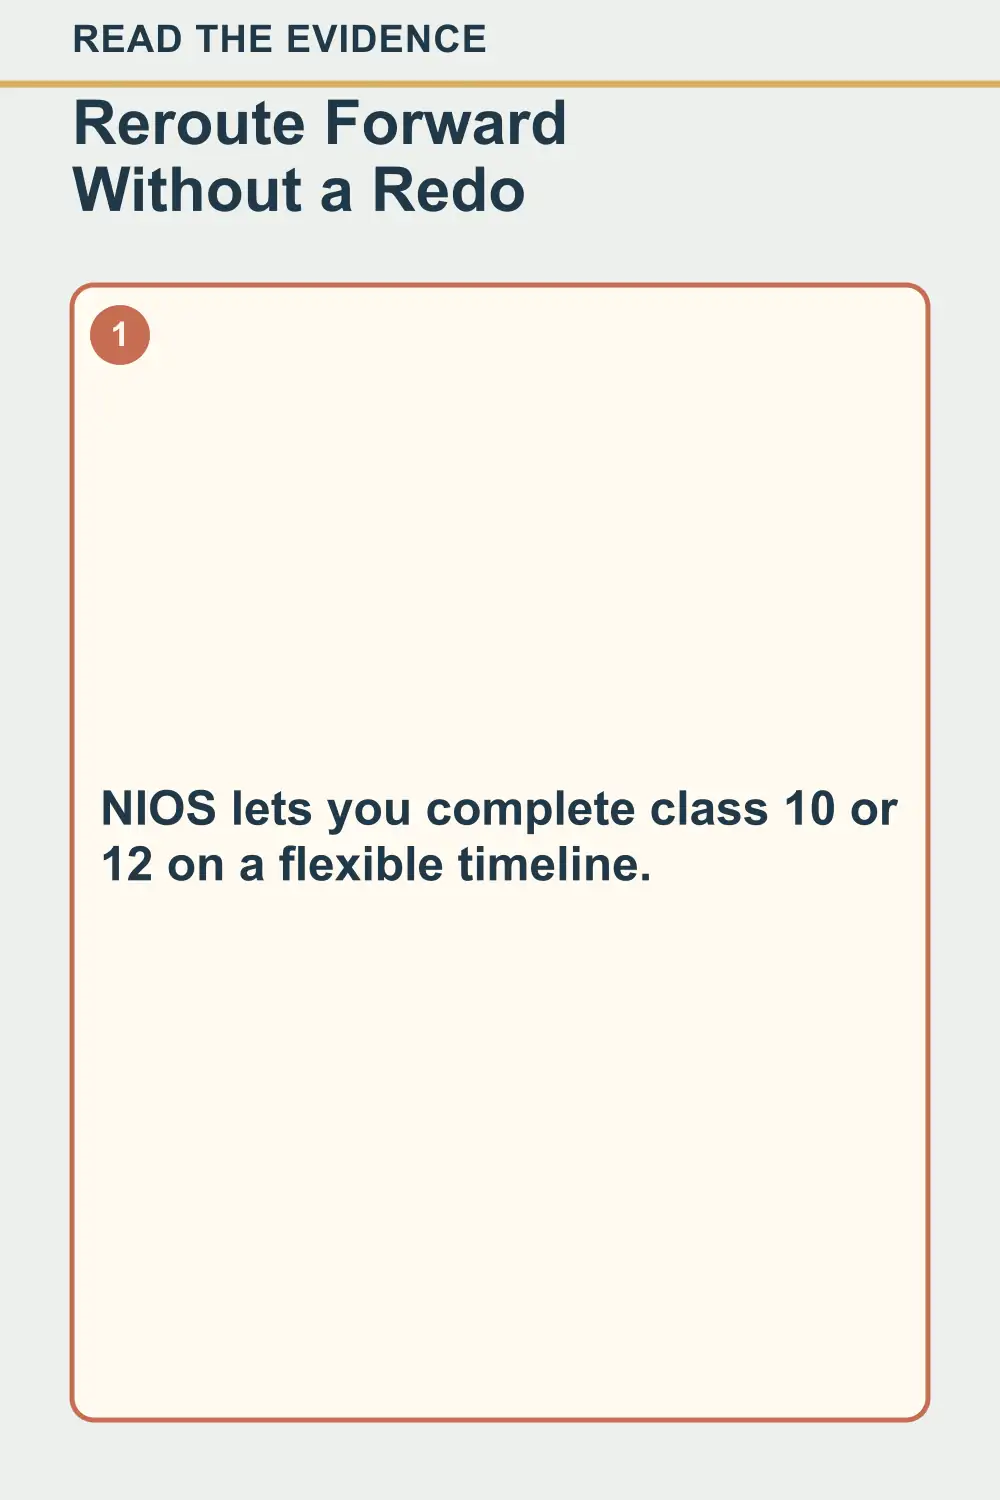 READ THE EVIDENCE
Reroute Forward
Without a Redo
1
NIOS lets you complete class 10 or
12 on a flexible timeline.